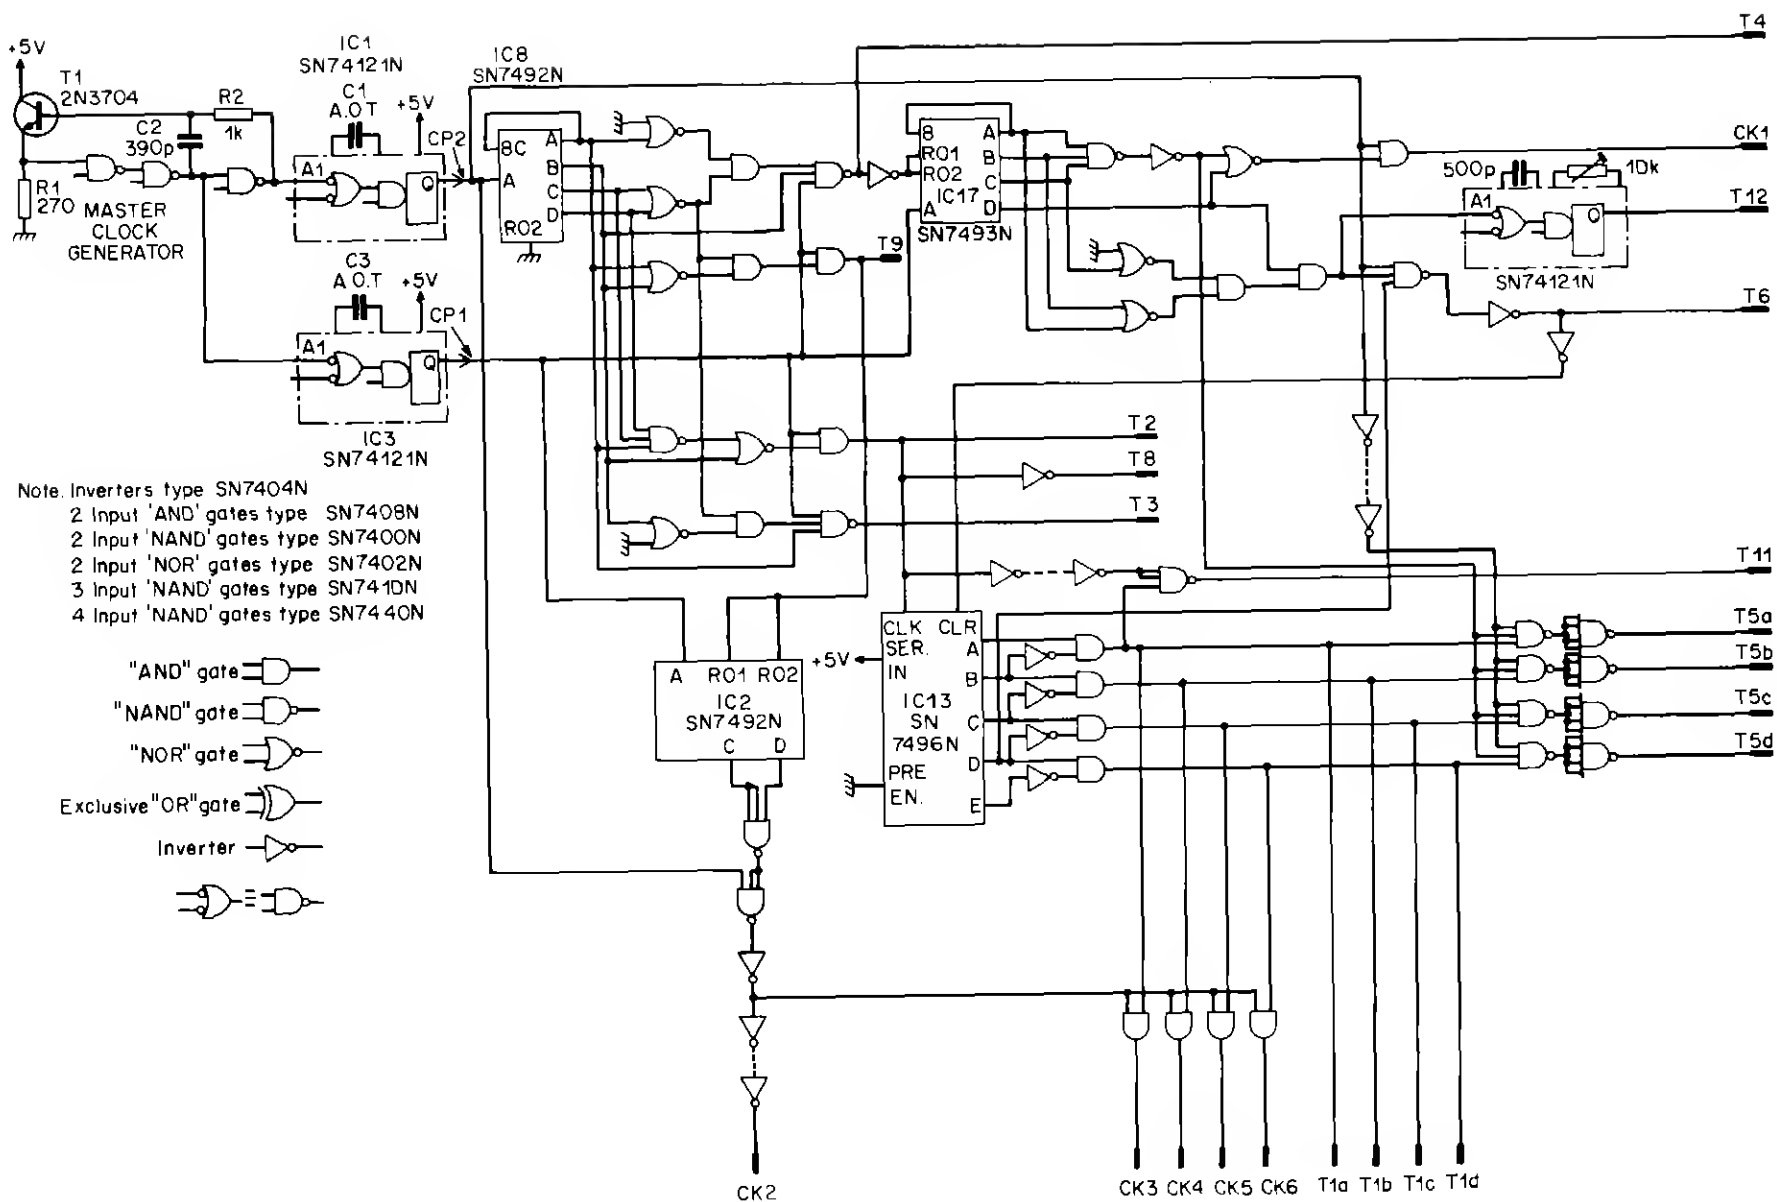 +5V
T1
2N3704
R2
1k
C2
390p
R1
270
MASTER
CLOCK
GENERATOR
IC1
SN74121N
C1
A.O.T
+5V
A1
Q
CP2
C3
A.O.T
+5V
A1
Q
CP1
IC3
SN74121N
IC8
SN7492N
BC
A
RO2
A
B
C
D
T9
B
RO1
RO2
A
IC17
A
B
C
D
SN7493N
T4
CK1
500p
10k
A1
Q
SN74121N
T12
T6
T2
T8
T3
T11
T5a
T5b
T5c
T5d
Note. Inverters type SN7404N
2 Input 'AND' gates type SN7408N
2 Input 'NAND' gates type SN7400N
2 Input 'NOR' gates type SN7402N
3 Input 'NAND' gates type SN7410N
4 Input 'NAND' gates type SN7440N
"AND" gate
"NAND" gate
"NOR" gate
Exclusive "OR" gate
Inverter
=
A RO1 RO2
IC2
SN7492N
C D
+5V
CLK CLR
SER.
IN
IC13
SN
7496N
PRE
EN.
A
B
C
D
E
CK2
CK3 CK4 CK5 CK6 T1a T1b T1c T1d